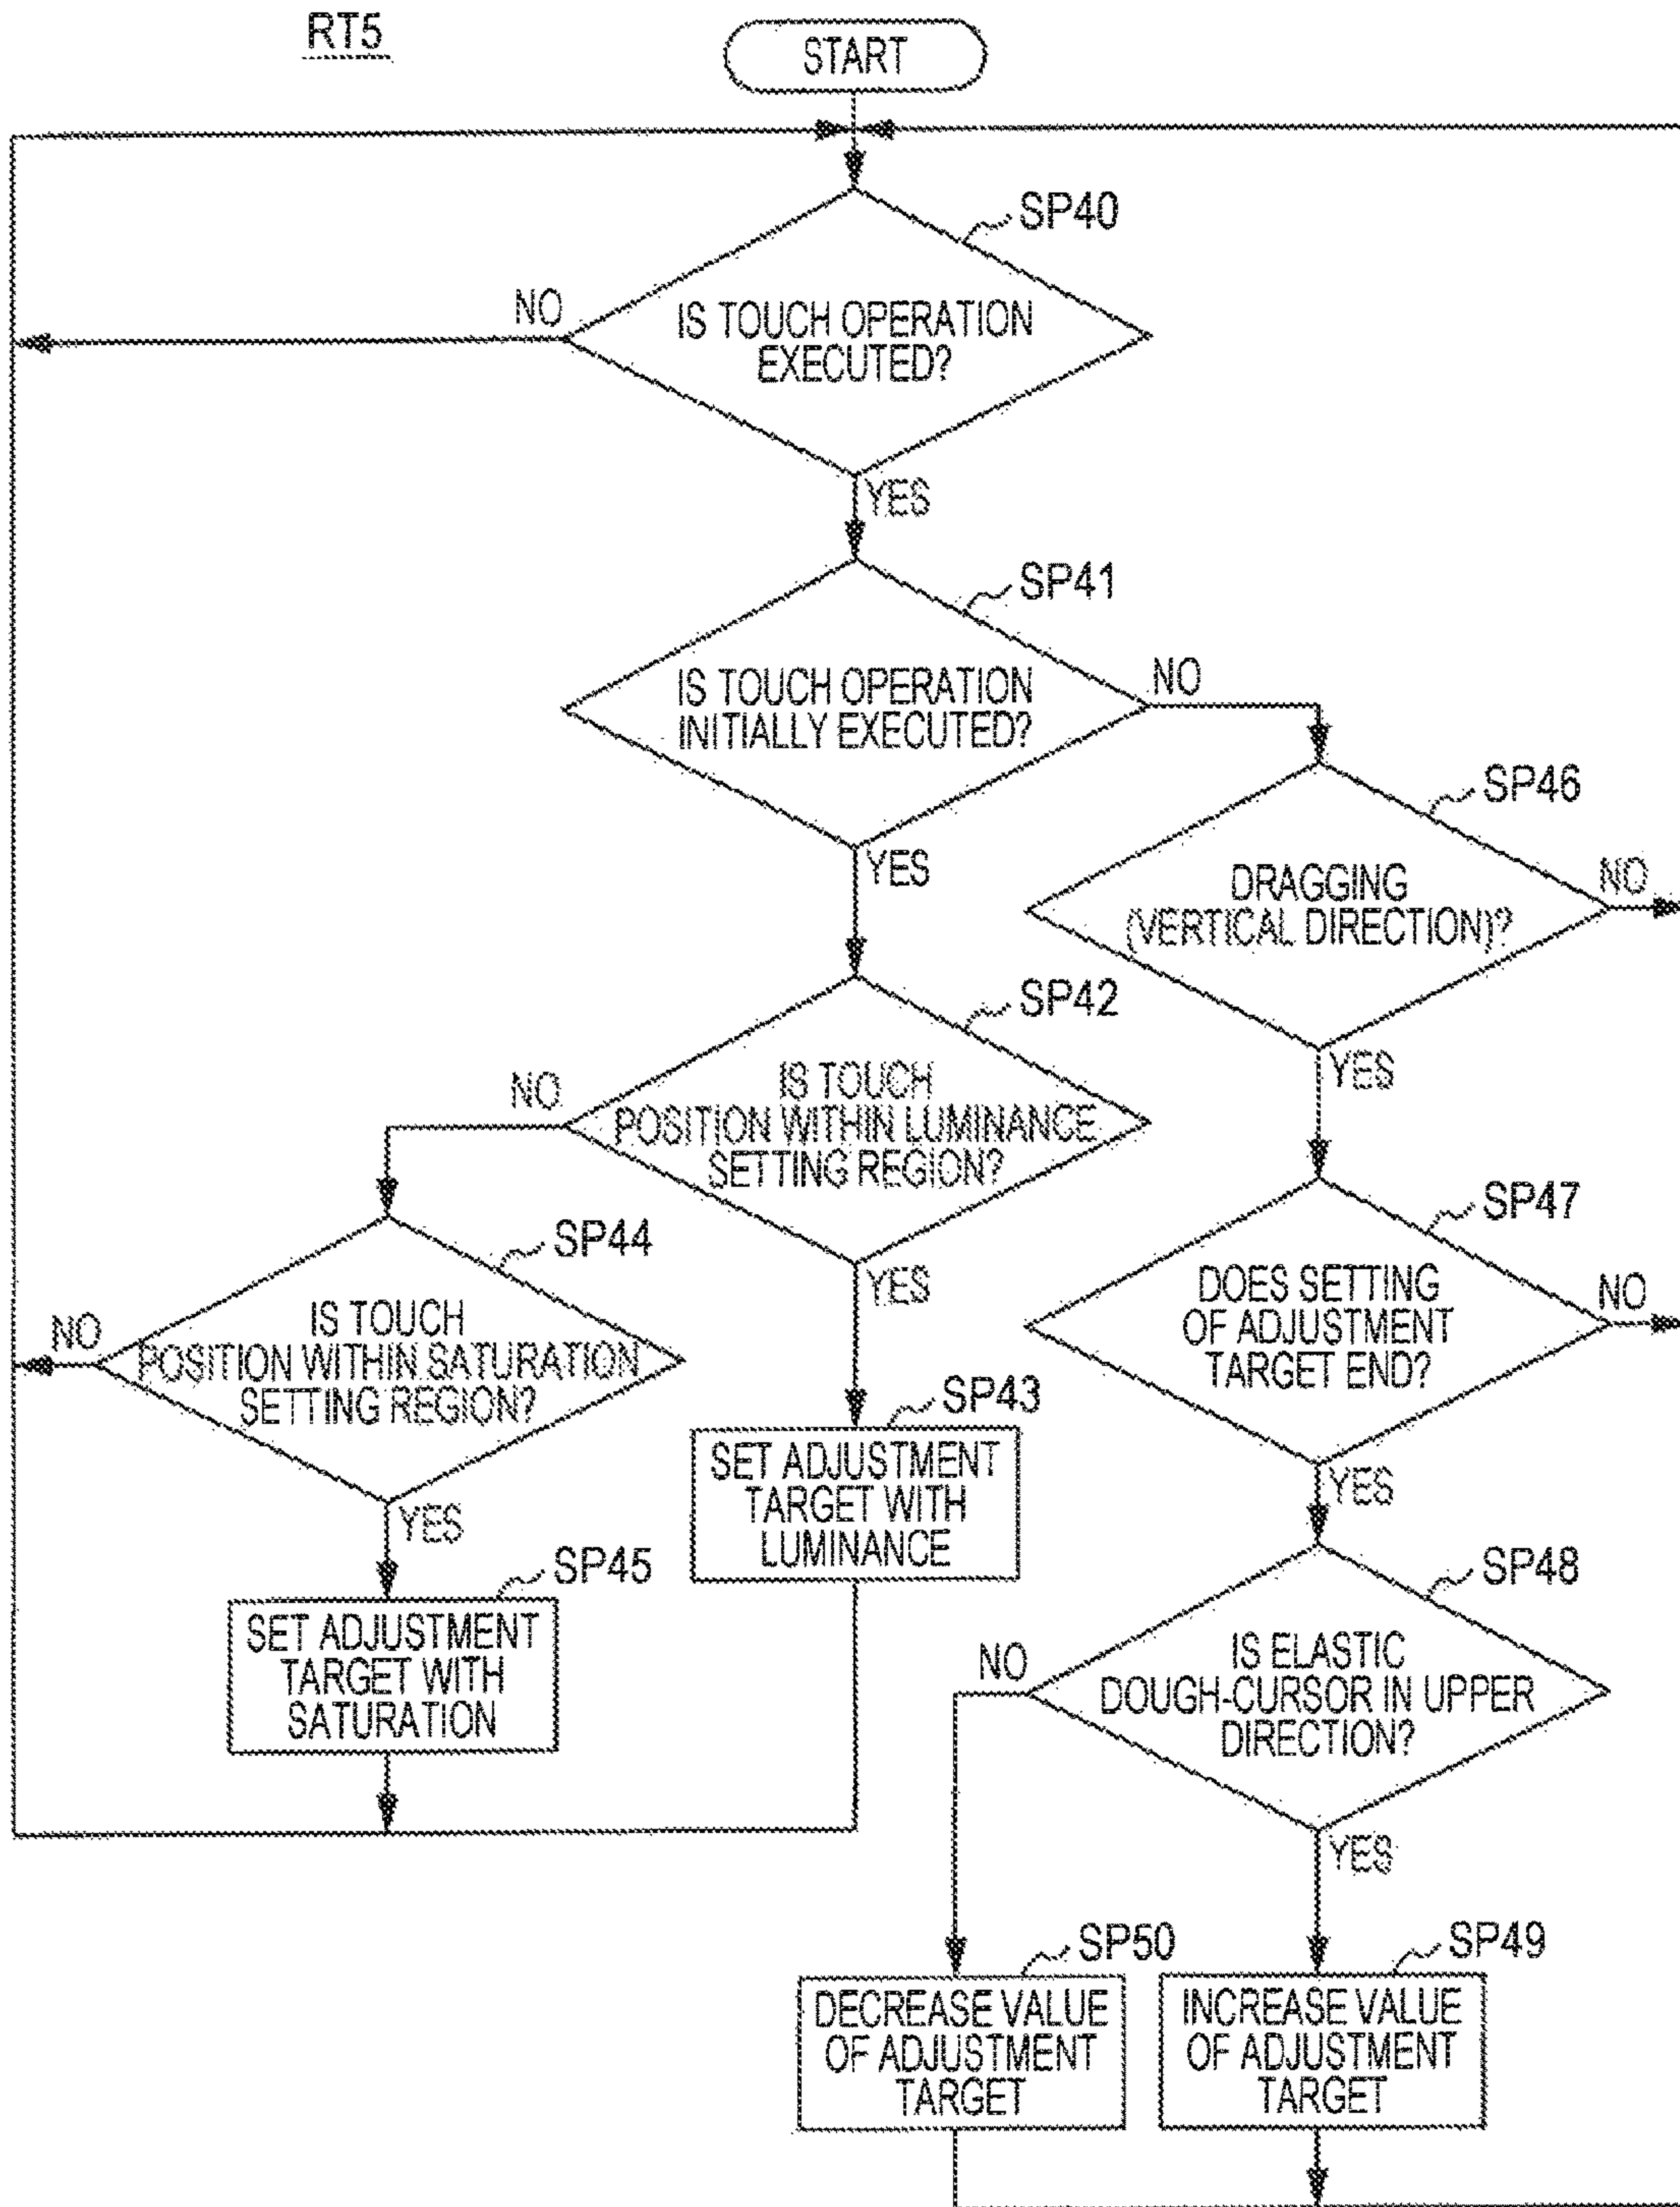 RT5
START
SP40
NO
IS TOUCH OPERATION
EXECUTED?
YES
SP41
NO
IS TOUCH OPERATION
INITIALLY EXECUTED?
YES
SP46
NO
DRAGGING
(VERTICAL DIRECTION)?
YES
SP42
NO
IS TOUCH
POSITION WITHIN LUMINANCE
SETTING REGION?
YES
SP47
NO
DOES SETTING
OF ADJUSTMENT
TARGET END?
YES
SP44
NO
IS TOUCH
POSITION WITHIN SATURATION
SETTING REGION?
YES
SP43
SET ADJUSTMENT
TARGET WITH
LUMINANCE
SP45
SET ADJUSTMENT
TARGET WITH
SATURATION
SP48
NO
IS ELASTIC
DOUGH-CURSOR IN UPPER
DIRECTION?
YES
SP50
DECREASE VALUE
OF ADJUSTMENT
TARGET
SP49
INCREASE VALUE
OF ADJUSTMENT
TARGET